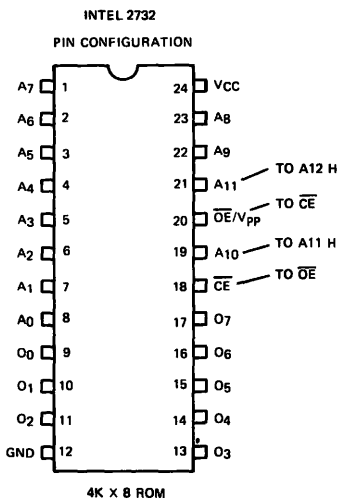 INTEL 2732
PIN CONFIGURATION
A7 1 24 VCC
A6 2 23 A8
A5 3 22 A9
A4 4 21 A11 TO A12 H
A3 5 20 OE/VPP TO CE
A2 6 19 A10 TO A11 H
A1 7 18 CE TO OE
A0 8 17 O7
O0 9 16 O6
O1 10 15 O5
O2 11 14 O4
GND 12 13 O3
4K X 8 ROM